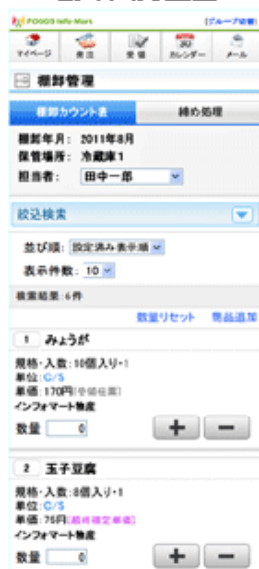 FOODS Info Mart
[グループ切替]
マイページ
発注
受領
カレンダー
メール
棚卸管理
棚卸カウント表
締め処理
棚卸年月: 2011年8月
保管場所: 冷蔵庫1
担当者: 田中一郎
絞込検索
並び順: 設定済み表示順
表示件数: 10
検索結果:6件
数量リセット 商品追加
1 みょうが
規格・入数:10個入り・1
単位:C/S
単価:170円
インフォマート物産
数量 0
+
−
2 玉子豆腐
規格・入数:8個入り・1
単位:C/S
単価:75円[最終確定単価]
インフォマート物産
数量 0
+
−